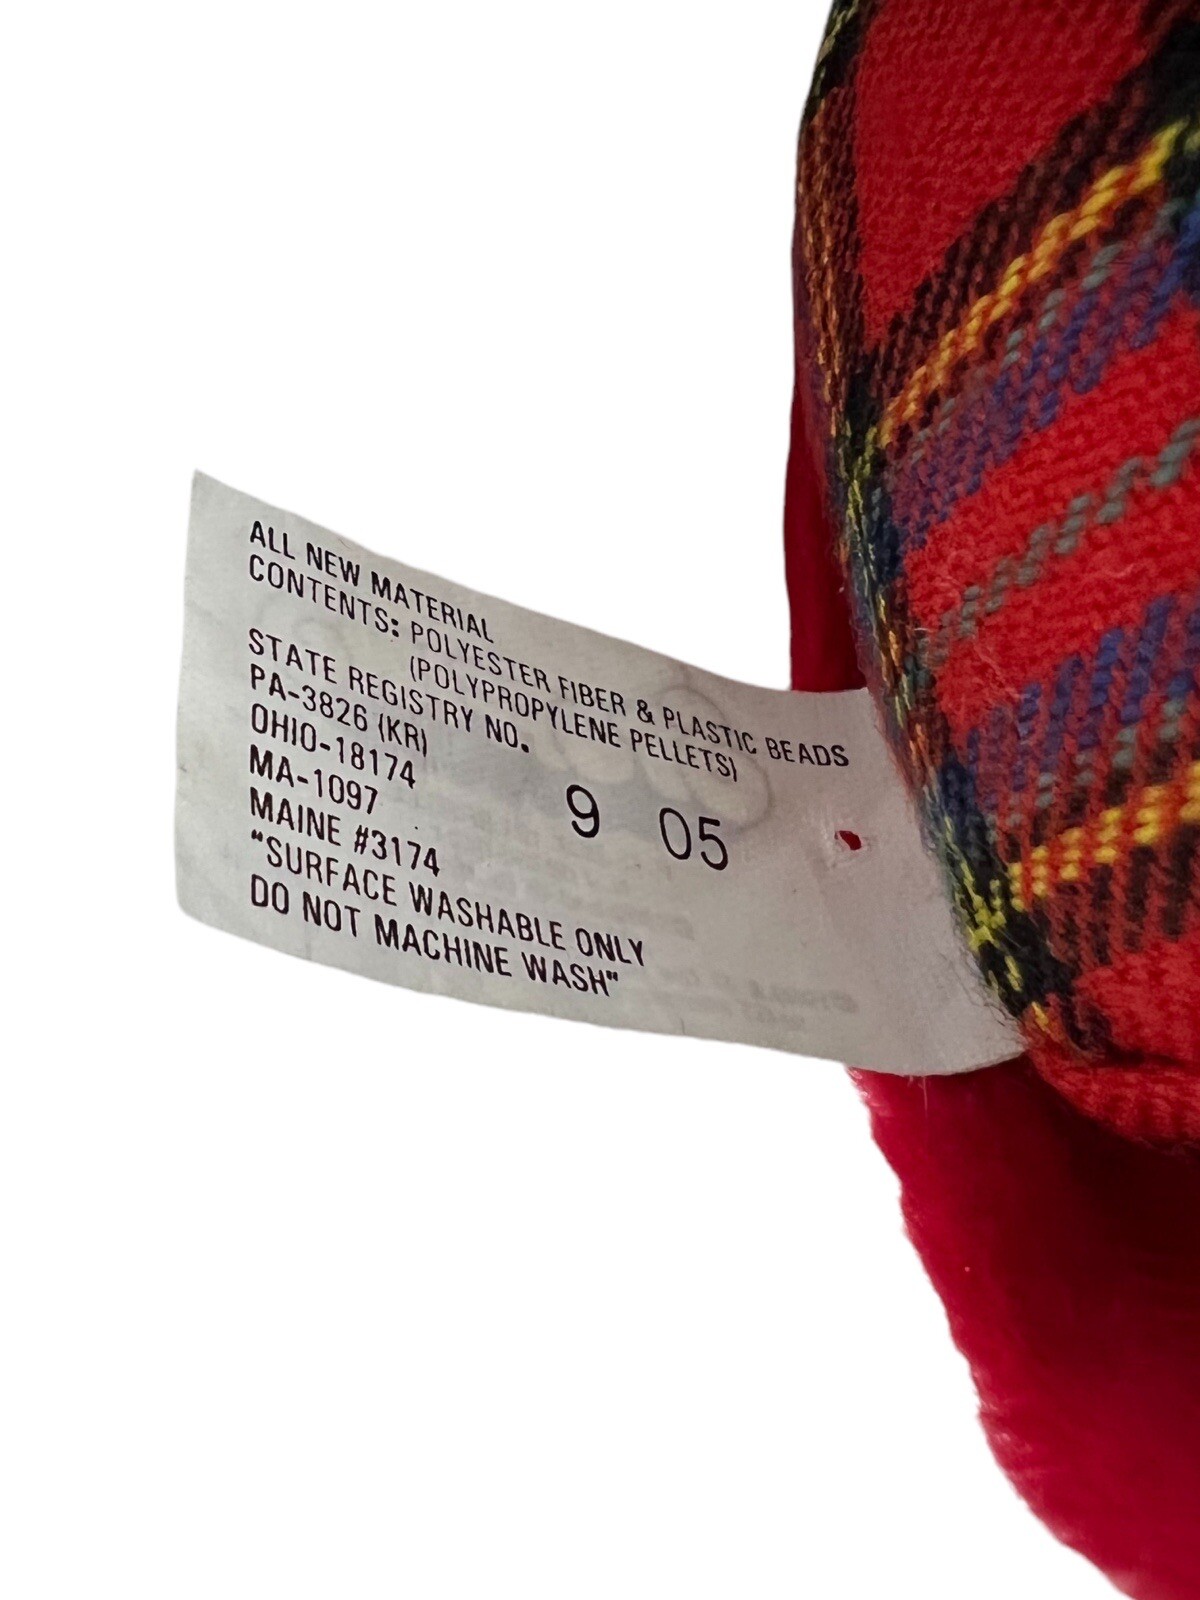 ALL NEW MATERIAL
CONTENTS: POLYESTER FIBER & PLASTIC BEADS
(POLYPROPYLENE PELLETS)
STATE REGISTRY NO.
PA-3826 (KR)
OHIO-18174
MA-1097
9 05
MAINE #3174
"SURFACE WASHABLE ONLY
DO NOT MACHINE WASH"